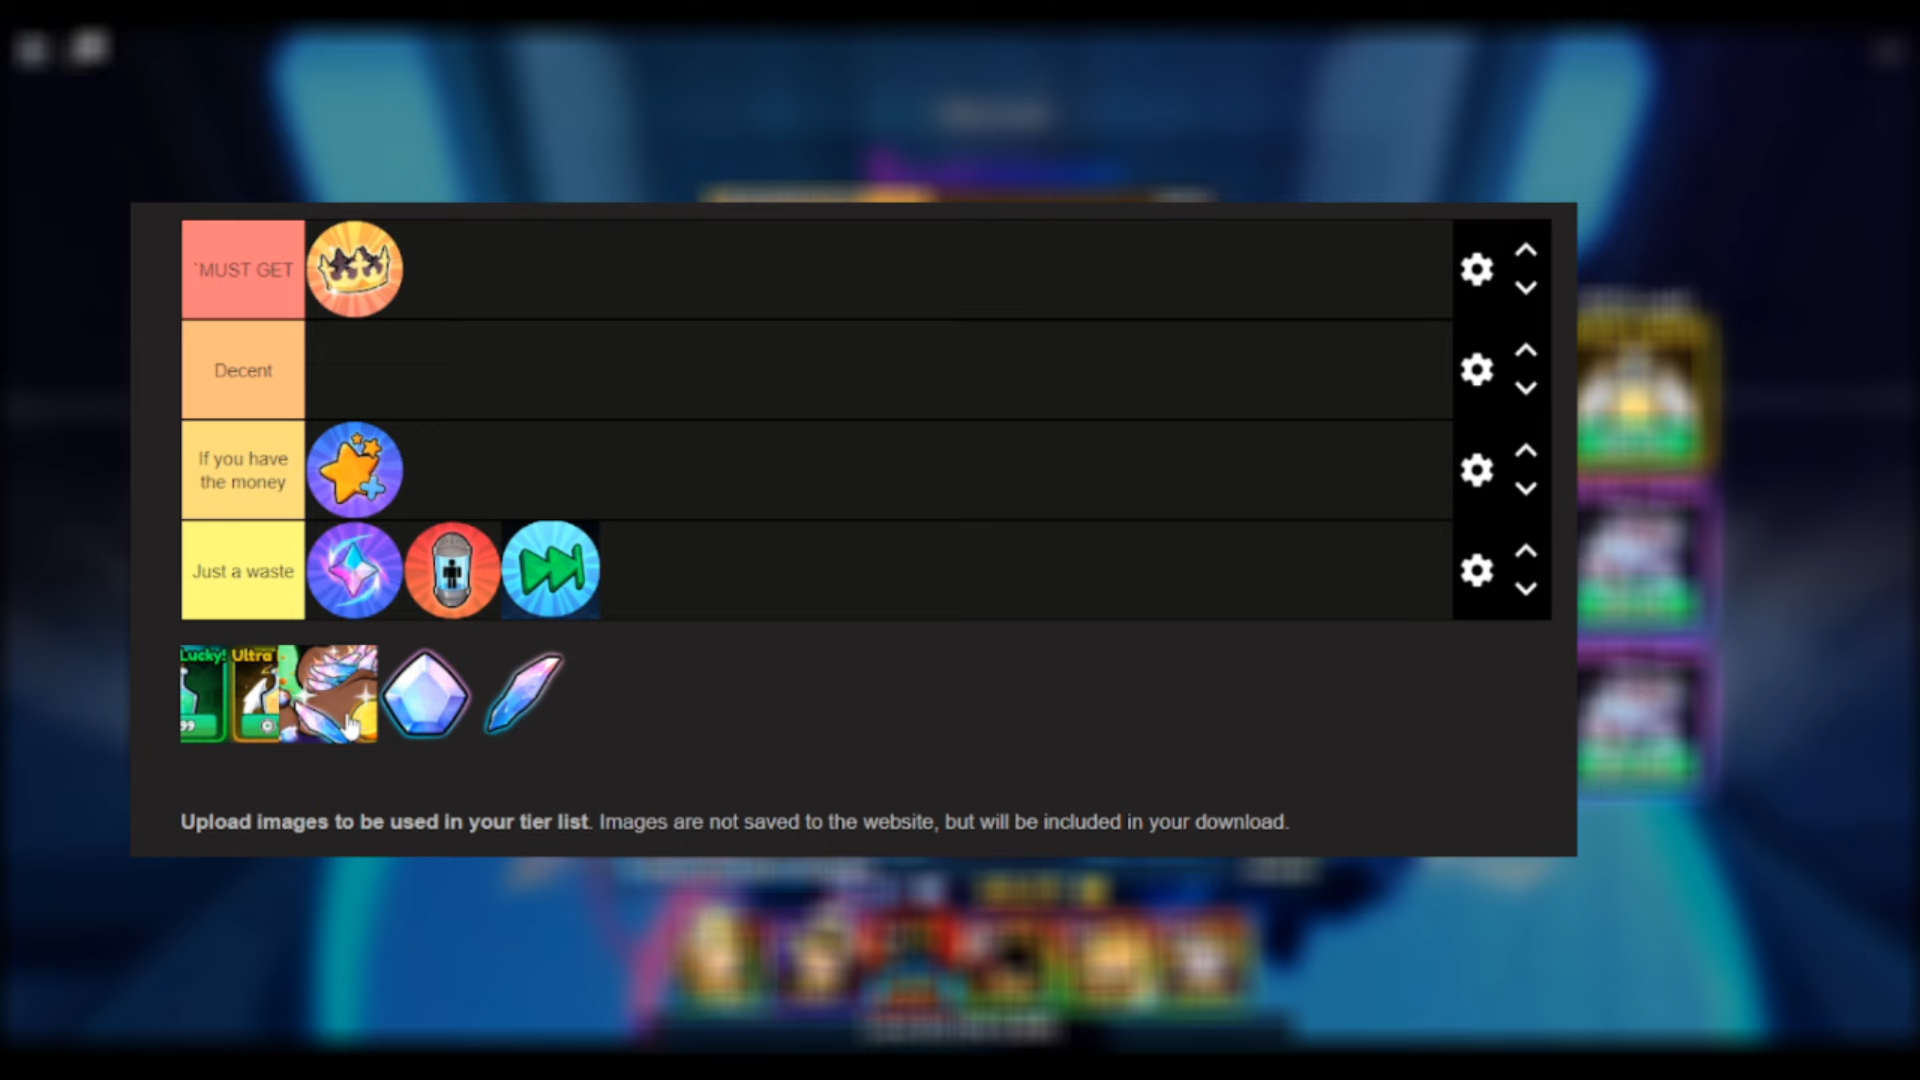 `MUST GET
Decent
If you have
the money
Just a waste
Lucky! Ultra
99
Upload images to be used in your tier list. Images are not saved to the website, but will be included in your download.